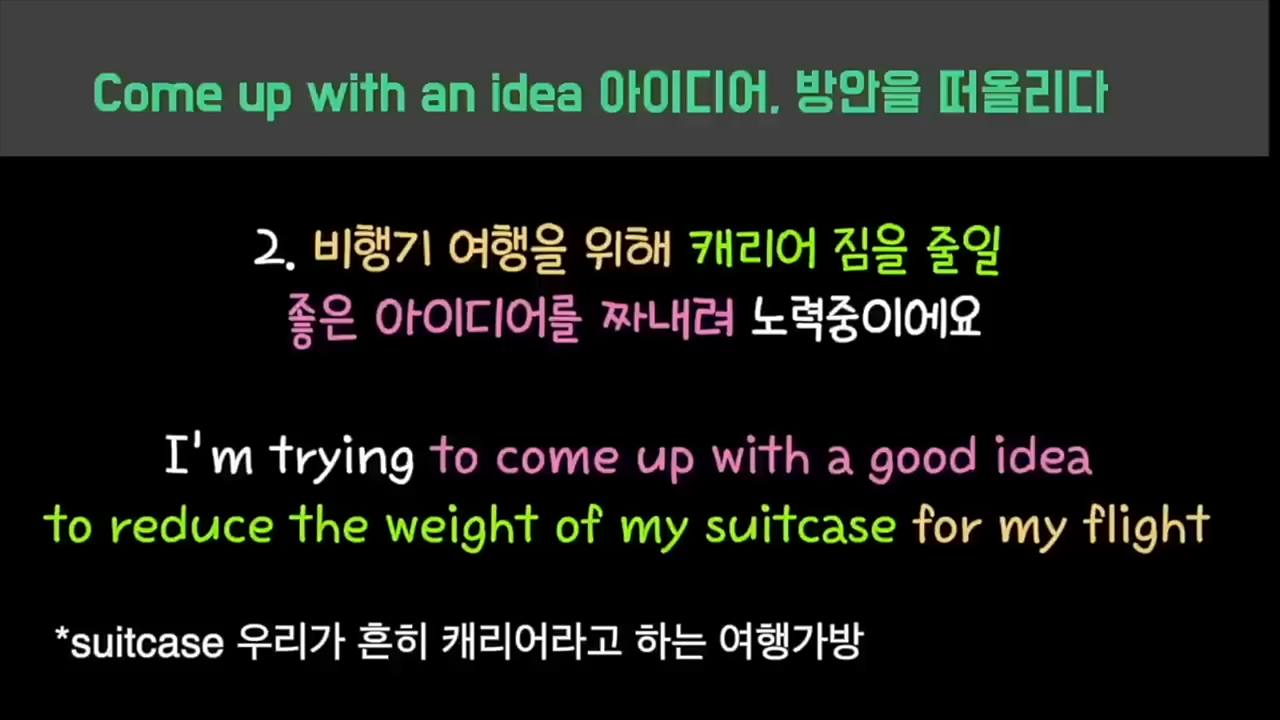 Come up with an idea 아이디어, 방안을 떠올리다
2. 비행기 여행을 위해 캐리어 짐을 줄일
좋은 아이디어를 짜내려 노력중이에요
I'm trying to come up with a good idea
to reduce the weight of my suitcase for my flight
*suitcase 우리가 흔히 캐리어라고 하는 여행가방